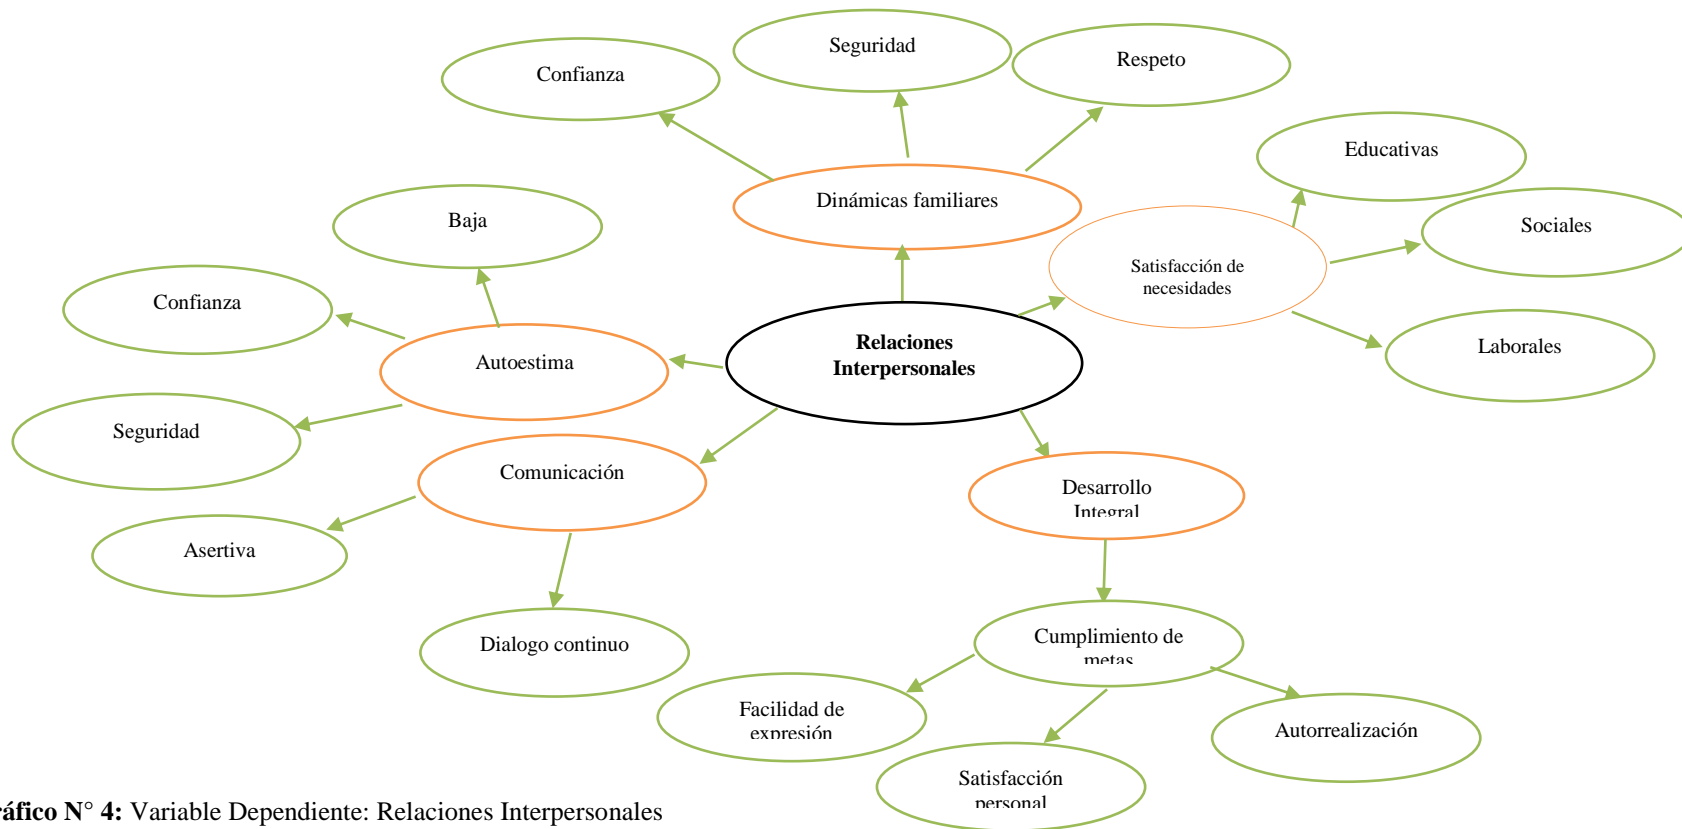 Seguridad
Respeto
Confianza
Educativas
Dinámicas familiares
Baja
Sociales
Satisfacción de
necesidades
Confianza
Relaciones
Interpersonales
Laborales
Autoestima
Seguridad
Comunicación
Desarrollo
Integral
Asertiva
Dialogo continuo
Cumplimiento de
metas
Facilidad de
expresión
Autorrealización
Satisfacción
personal
ráfico N° 4: Variable Dependiente: Relaciones Interpersonales